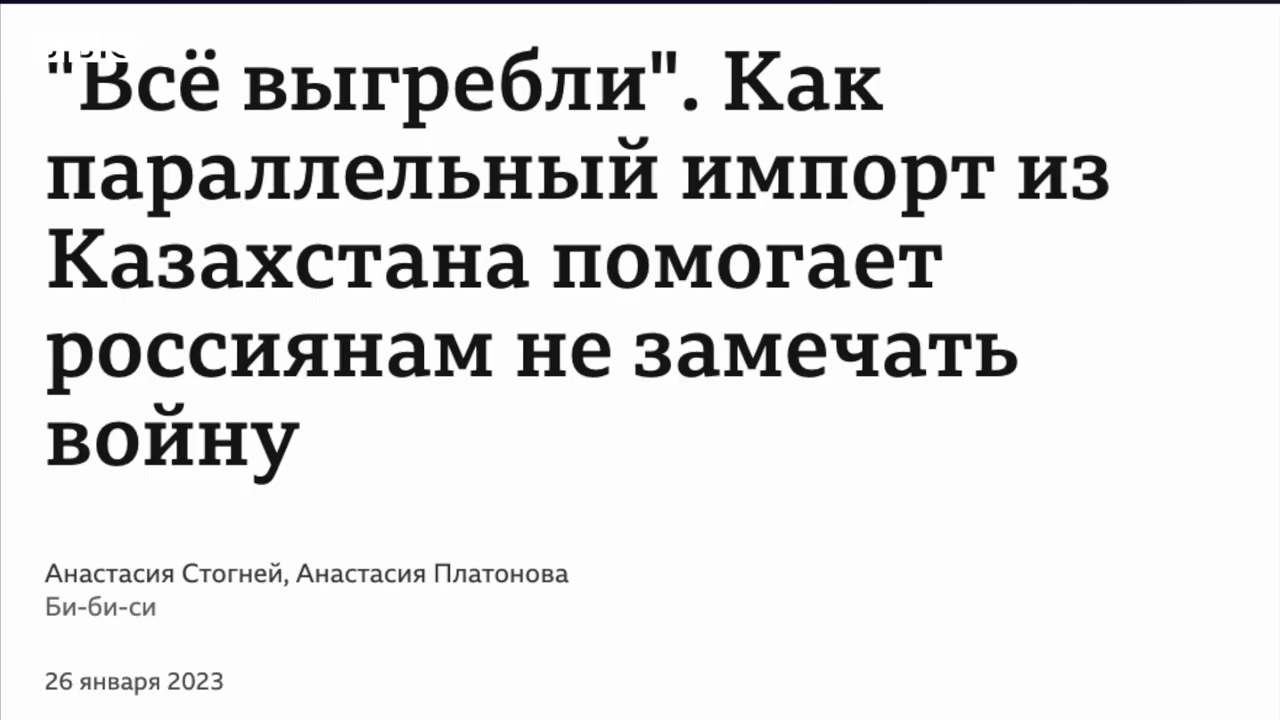 "Всё выгребли". Как
параллельный импорт из
Казахстана помогает
россиянам не замечать
войну
Анастасия Стогней, Анастасия Платонова
Би-би-си
26 января 2023